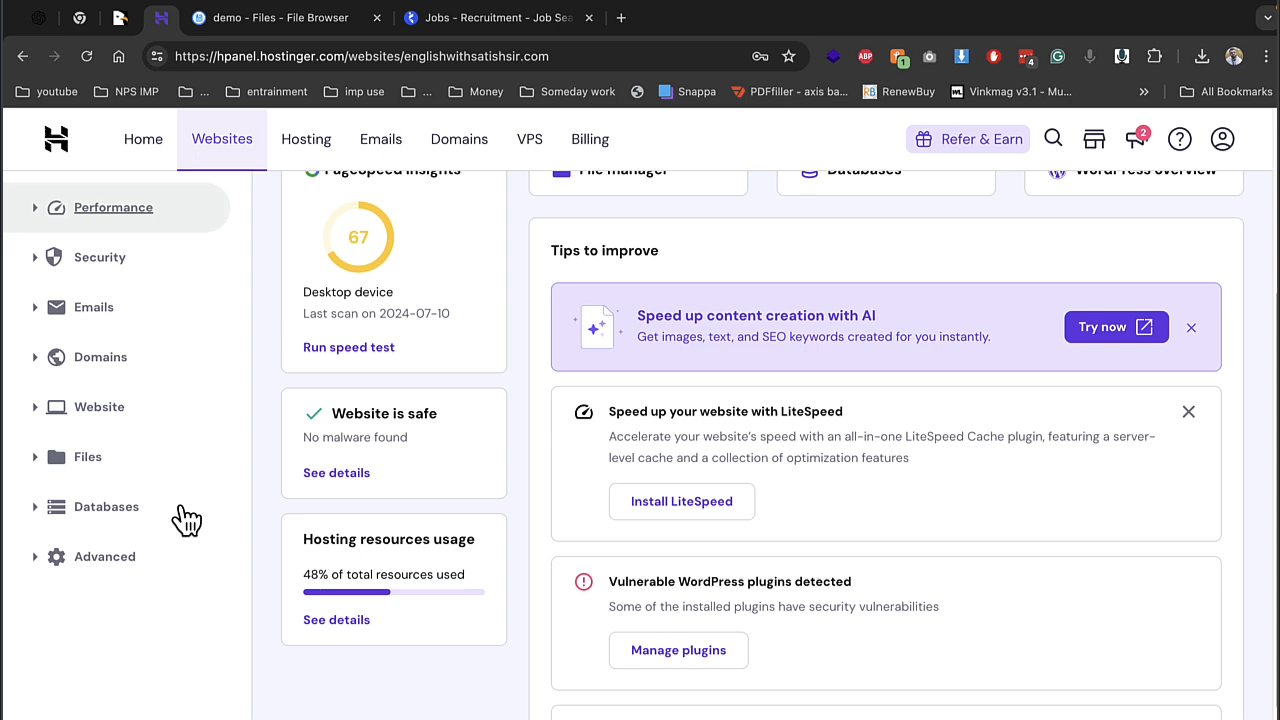 demo - Files - File Browser
Jobs - Recruitment - Job Sea
https://hpanel.hostinger.com/websites/englishwithsatishsir.com
ABP
1
4
youtube
NPS IMP
...
entrainment
imp use
...
Money
Someday work
Snappa
PDFfiller - axis ba...
RB
RenewBuy
Vinkmag v3.1 - Mu...
»
All Bookmarks
Home
Websites
Hosting
Emails
Domains
VPS
Billing
Refer & Earn
2
Performance
Security
Emails
Domains
Website
Files
Databases
Advanced
PageSpeed Insights
67
Desktop device
Last scan on 2024-07-10
Run speed test
Website is safe
No malware found
See details
Hosting resources usage
48% of total resources used
See details
File manager
Databases
WordPress overview
Tips to improve
Speed up content creation with AI
Get images, text, and SEO keywords created for you instantly.
Try now
Speed up your website with LiteSpeed
Accelerate your website's speed with an all-in-one LiteSpeed Cache plugin, featuring a server-
level cache and a collection of optimization features
Install LiteSpeed
Vulnerable WordPress plugins detected
Some of the installed plugins have security vulnerabilities
Manage plugins